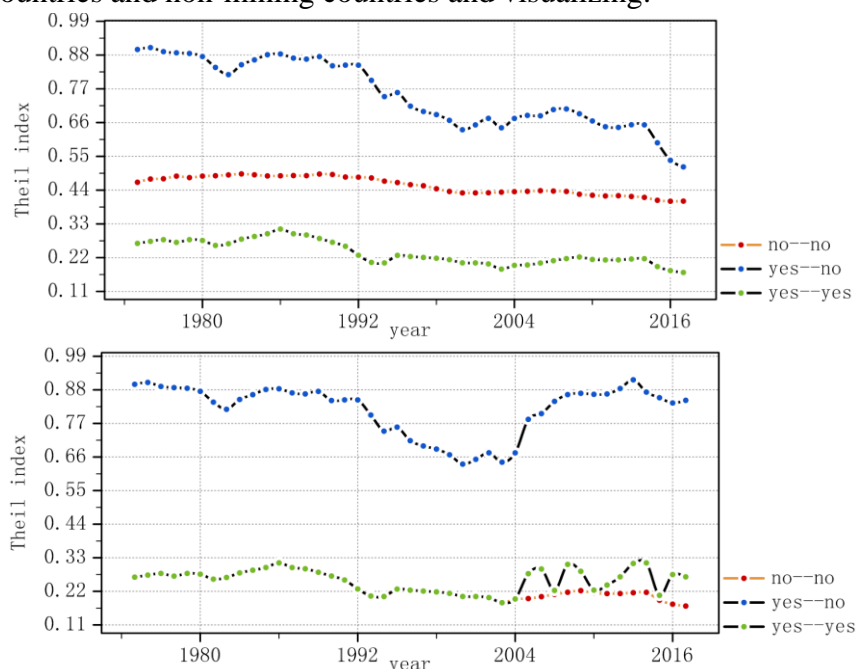 ountries and non-mining countries and visualizing.
0.99
0.88
0.77
0.66
0.55
0.44
0.33
0.22
0.11
Theil index
1980
1992
2004
2016
year
no--no
yes--no
yes--yes
0.99
0.88
0.77
0.66
0.55
0.44
0.33
0.22
0.11
Theil index
1980
1992
2004
2016
year
no--no
yes--no
yes--yes